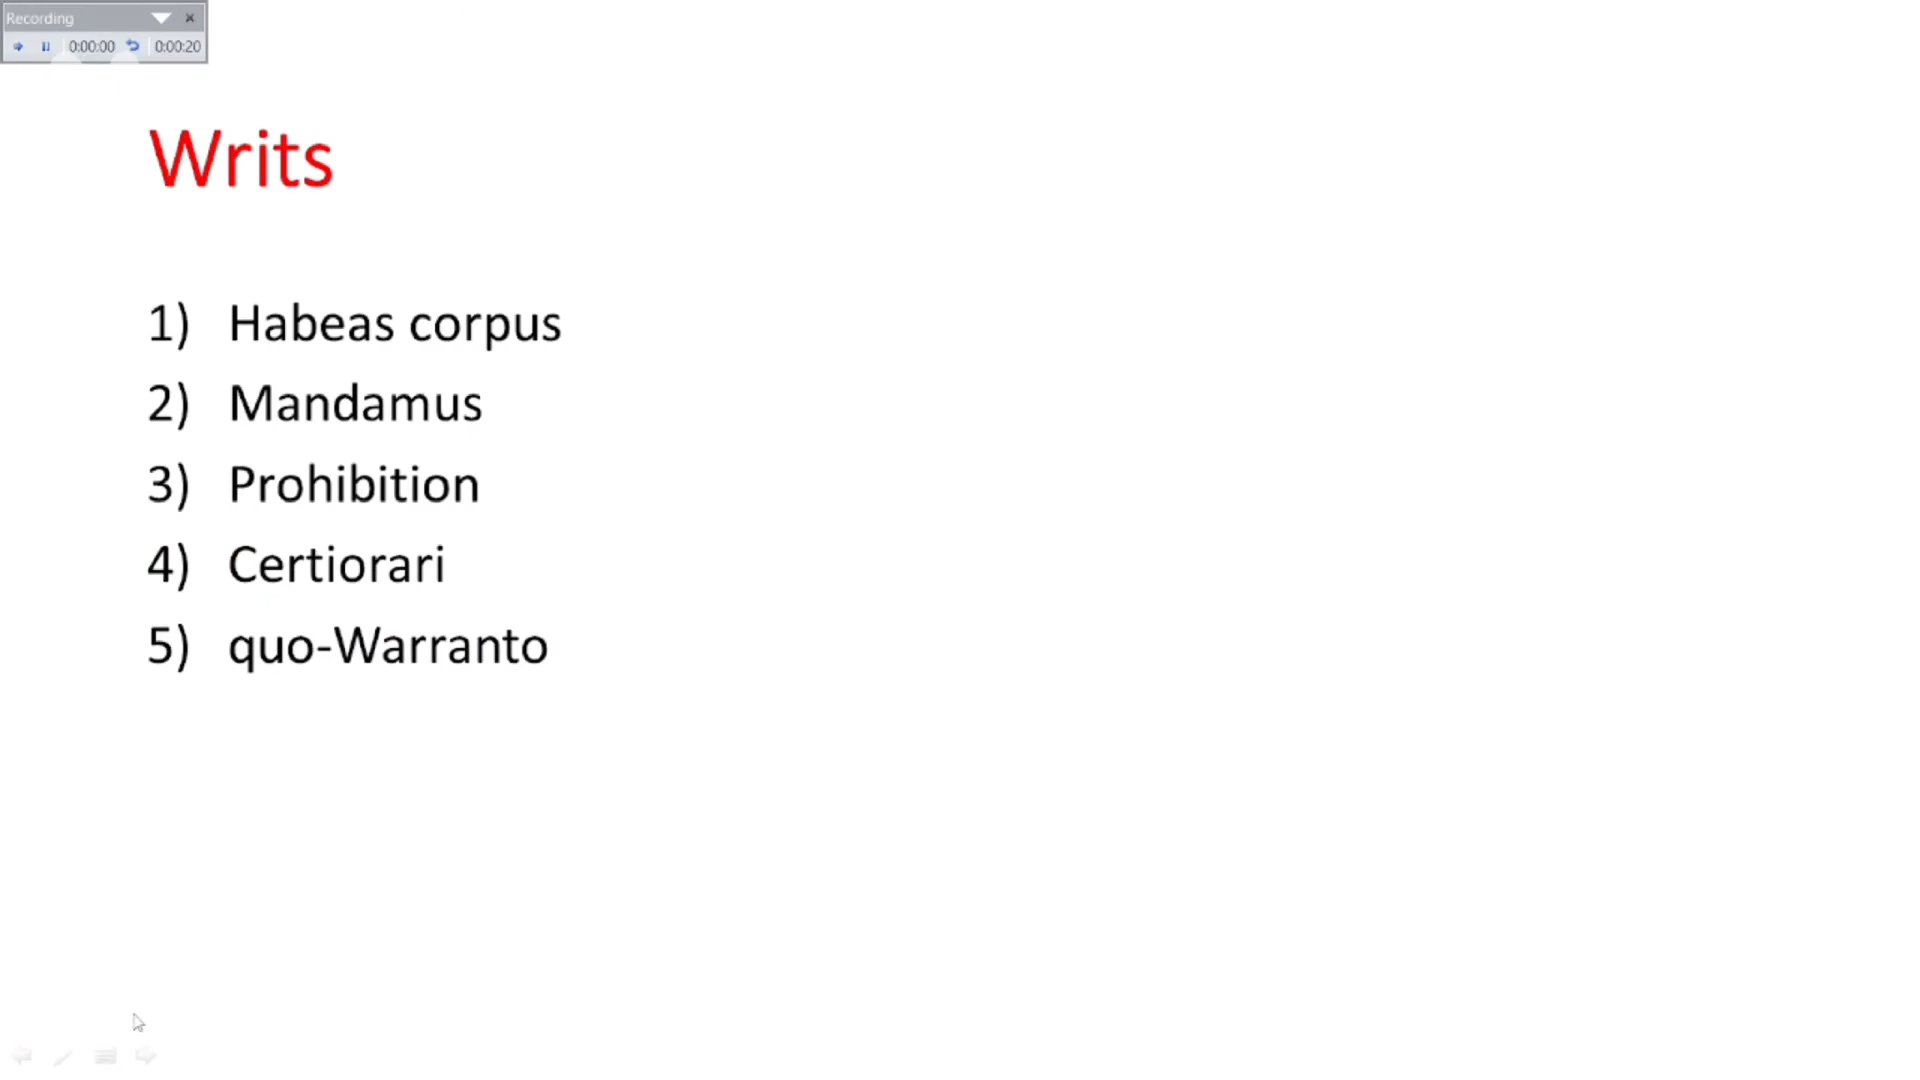 Recording
0:00:00 0:00:20
Writs
1) Habeas corpus
2) Mandamus
3) Prohibition
4) Certiorari
5) quo-Warranto